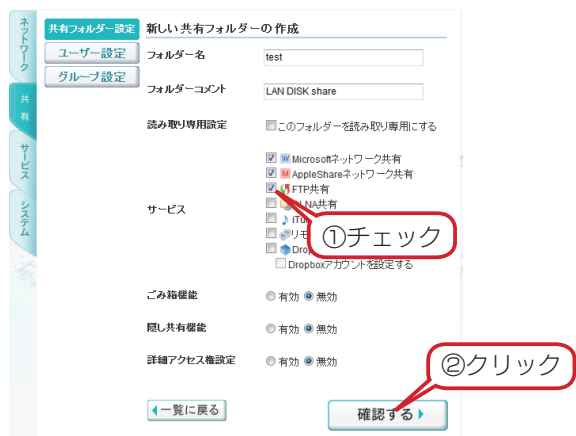 ネットワーク
共有
サービス
システム
共有フォルダー設定
ユーザー設定
グループ設定
新しい共有フォルダーの作成
フォルダー名
test
フォルダーコメント
LAN DISK share
読み取り専用設定
このフォルダーを読み取り専用にする
サービス
Microsoftネットワーク共有
AppleShareネットワーク共有
FTP共有
LNA共有
iTu
リモ
Drop
Dropboxアカウントを設定する
①チェック
ごみ箱機能
有効 無効
隠し共有機能
有効 無効
詳細アクセス権設定
有効 無効
②クリック
一覧に戻る
確認する